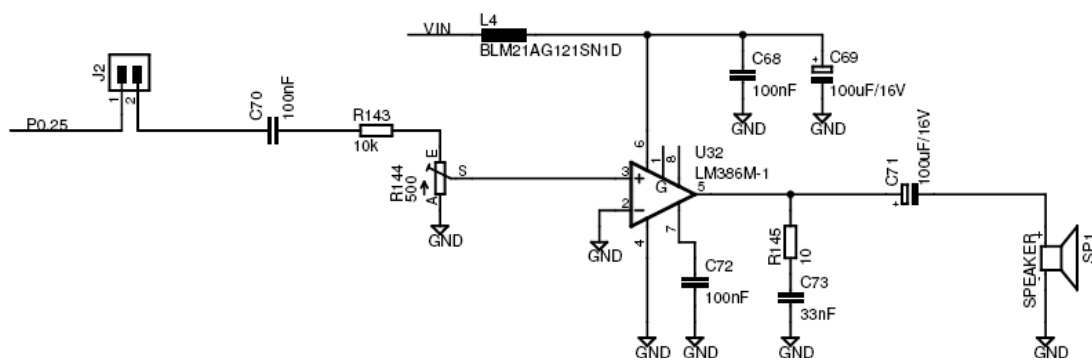 VIN
L4
BLM21AG121SN1D
J2
1
2
P0.25
C70
100nF
R143
10k
R144
500
E
A
S
GND
C68
100nF
GND
C69
100uF/16V
+
GND
6
1
8
U32
LM386M-1
3
+
G
2
-
5
4
7
GND
GND
C72
100nF
GND
R145
10
C73
33nF
GND
C71
100uF/16V
+
SPEAKER
+
-
SP1
GND